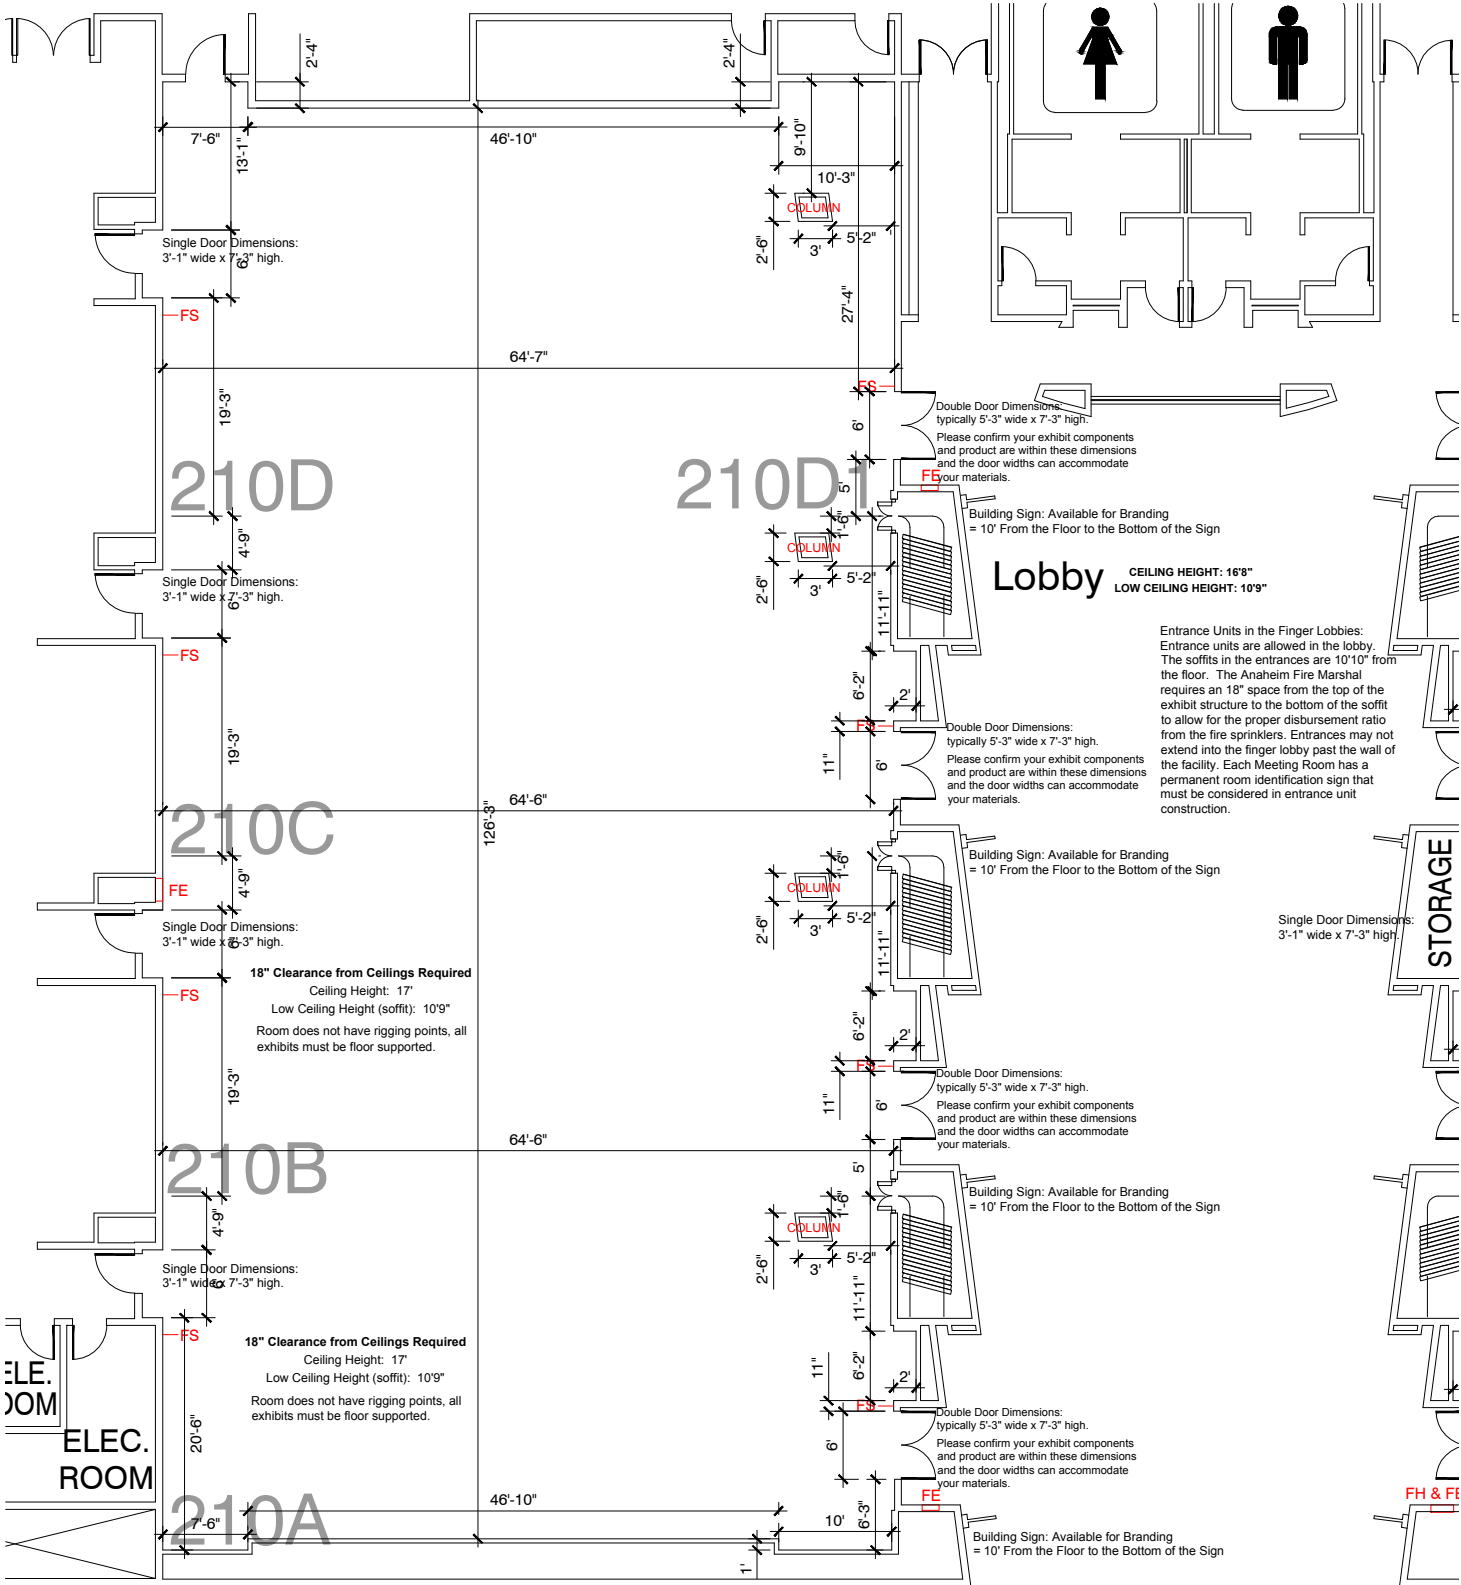 2'-4"
2'-4"
7'-6"
13'-1"
46'-10"
9'-10"
10'-3"
COLUMN
2'-6"
3'
5'-2"
Single Door Dimensions:
3'-1" wide x 7'-3" high.
6'
FS
27'-4"
64'-7"
19'-3"
FS
6'
Double Door Dimensions:
typically 5'-3" wide x 7'-3" high.
Please confirm your exhibit components
and product are within these dimensions
and the door widths can accommodate
your materials.
210D
210D1
5'
FE
Building Sign: Available for Branding
= 10' From the Floor to the Bottom of the Sign
4'-9"
1'-6"
COLUMN
2'-6"
3'
5'-2"
Single Door Dimensions:
3'-1" wide x 7'-3" high.
6'
11'-11"
Lobby
CEILING HEIGHT: 16'8"
LOW CEILING HEIGHT: 10'9"
FS
Entrance Units in the Finger Lobbies:
Entrance units are allowed in the lobby.
The soffits in the entrances are 10'10" from
the floor. The Anaheim Fire Marshal
requires an 18" space from the top of the
exhibit structure to the bottom of the soffit
to allow for the proper disbursement ratio
from the fire sprinklers. Entrances may not
extend into the finger lobby past the wall of
the facility. Each Meeting Room has a
permanent room identification sign that
must be considered in entrance unit
construction.
6'-2"
2'
FS
19'-3"
11"
6'
Double Door Dimensions:
typically 5'-3" wide x 7'-3" high.
Please confirm your exhibit components
and product are within these dimensions
and the door widths can accommodate
your materials.
64'-6"
126'-3"
210C
4'-9"
FE
1'-6"
COLUMN
2'-6"
3'
5'-2"
Building Sign: Available for Branding
= 10' From the Floor to the Bottom of the Sign
STORAGE
Single Door Dimensions:
3'-1" wide x 7'-3" high.
Single Door Dimensions:
3'-1" wide x 7'-3" high.
6'
11'-11"
18" Clearance from Ceilings Required
Ceiling Height: 17'
Low Ceiling Height (soffit): 10'9"
Room does not have rigging points, all
exhibits must be floor supported.
FS
6'-2"
2'
FS
19'-3"
11"
6'
Double Door Dimensions:
typically 5'-3" wide x 7'-3" high.
Please confirm your exhibit components
and product are within these dimensions
and the door widths can accommodate
your materials.
64'-6"
210B
5'
4'-9"
1'-6"
COLUMN
2'-6"
3'
5'-2"
Building Sign: Available for Branding
= 10' From the Floor to the Bottom of the Sign
Single Door Dimensions:
3'-1" wide x 7'-3" high.
6'
11'-11"
FS
18" Clearance from Ceilings Required
Ceiling Height: 17'
Low Ceiling Height (soffit): 10'9"
Room does not have rigging points, all
exhibits must be floor supported.
11"
6'-2"
2'
FS
ELE.
OOM
ELEC.
ROOM
20'-6"
6'
Double Door Dimensions:
typically 5'-3" wide x 7'-3" high.
Please confirm your exhibit components
and product are within these dimensions
and the door widths can accommodate
your materials.
FE
FH & FE
210A
7'-6"
46'-10"
10'
6'-3"
1'
Building Sign: Available for Branding
= 10' From the Floor to the Bottom of the Sign